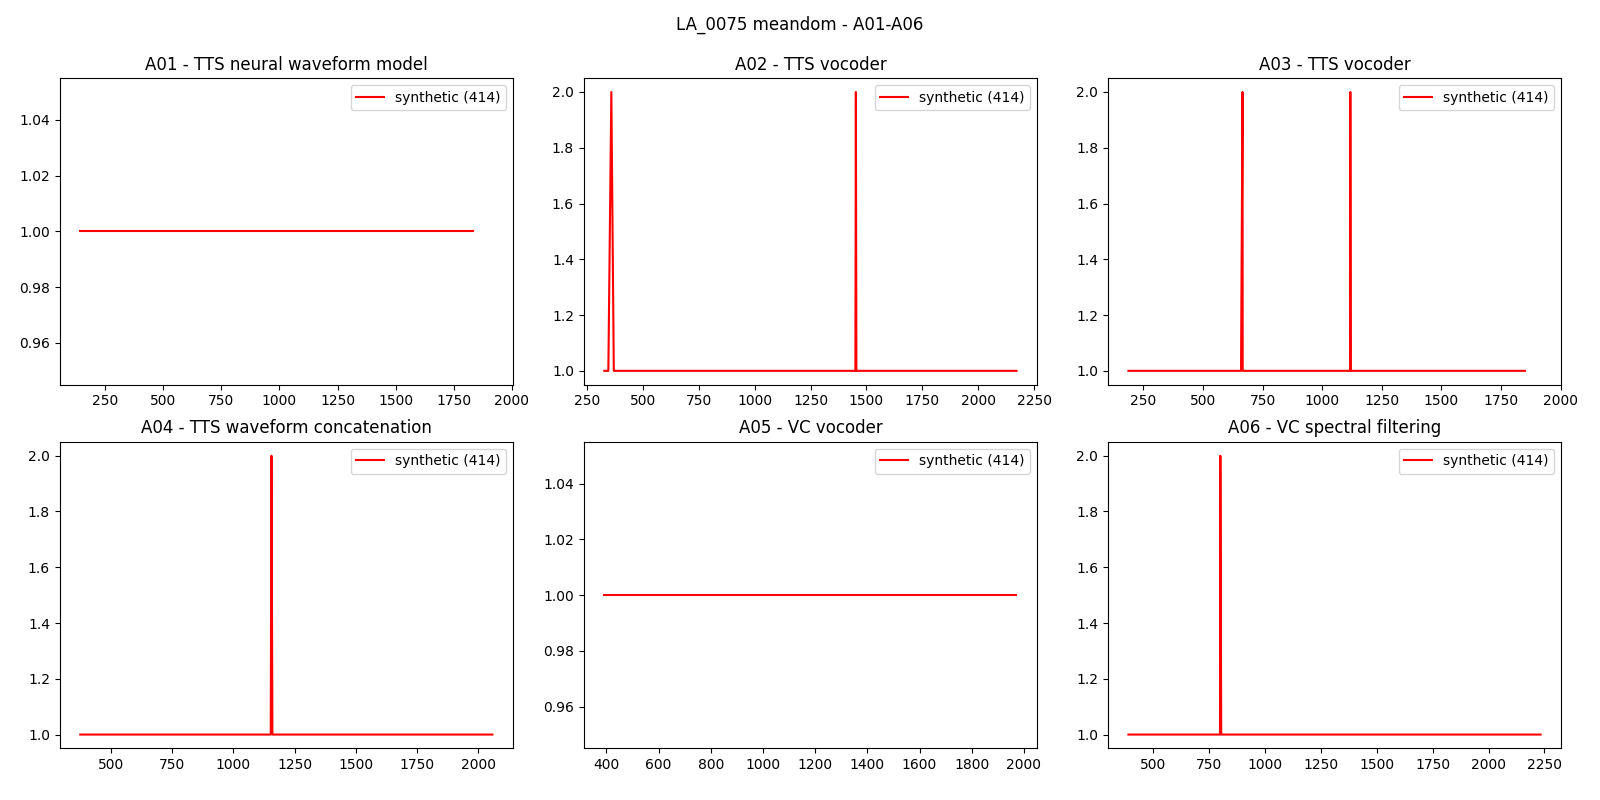 LA_0075 meandom - A01-A06
A01 - TTS neural waveform model
synthetic (414)
1.04
1.02
1.00
0.98
0.96
250 500 750 1000 1250 1500 1750 2000
A02 - TTS vocoder
synthetic (414)
2.0
1.8
1.6
1.4
1.2
1.0
250 500 750 1000 1250 1500 1750 2000 2250
A03 - TTS vocoder
synthetic (414)
2.0
1.8
1.6
1.4
1.2
1.0
250 500 750 1000 1250 1500 1750 2000
A04 - TTS waveform concatenation
synthetic (414)
2.0
1.8
1.6
1.4
1.2
1.0
500 750 1000 1250 1500 1750 2000
A05 - VC vocoder
synthetic (414)
1.04
1.02
1.00
0.98
0.96
400 600 800 1000 1200 1400 1600 1800 2000
A06 - VC spectral filtering
synthetic (414)
2.0
1.8
1.6
1.4
1.2
1.0
500 750 1000 1250 1500 1750 2000 2250